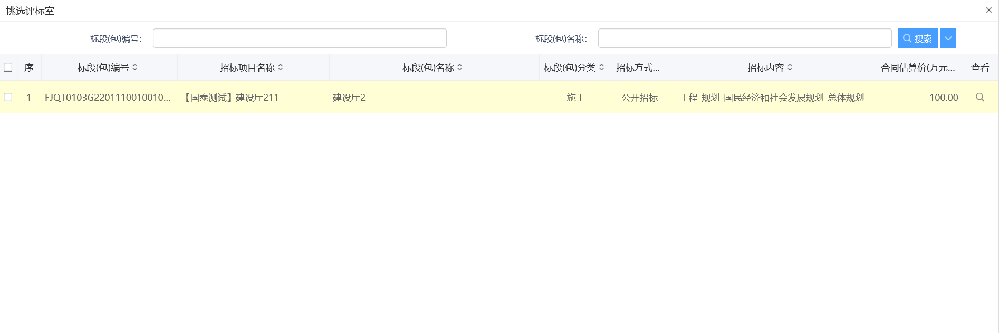 挑选评标室
标段(包)编号：
标段(包)名称：
搜索
序 标段(包)编号 招标项目名称 标段(包)名称 标段(包)分类 招标方式... 招标内容 合同估算价(万元... 查看
1 FJQT0103G2201110010010... 【国泰测试】建设厅211 建设厅2 施工 公开招标 工程-规划-国民经济和社会发展规划-总体规划 100.00